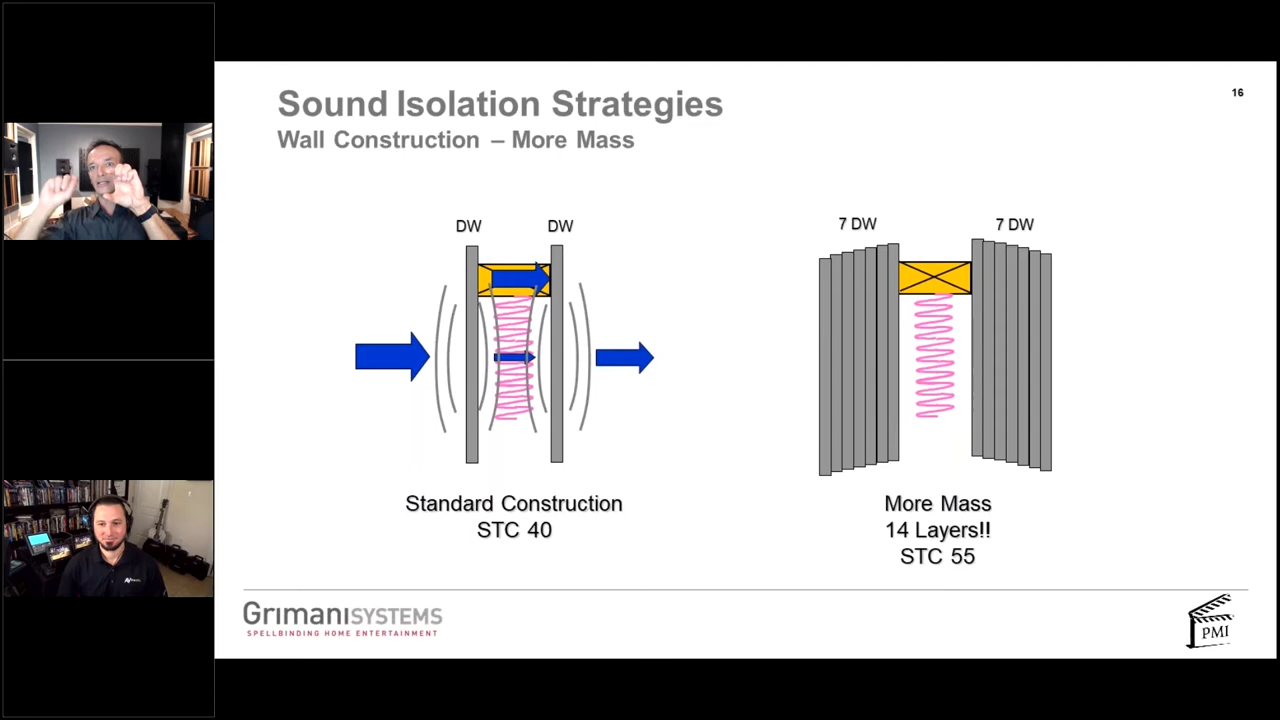 Sound Isolation Strategies
16
Wall Construction – More Mass
DW
DW
7 DW
7 DW
Standard Construction
STC 40
More Mass
14 Layers!!
STC 55
GrimaniSYSTEMS
SPELLBINDING HOME ENTERTAINMENT
PMI